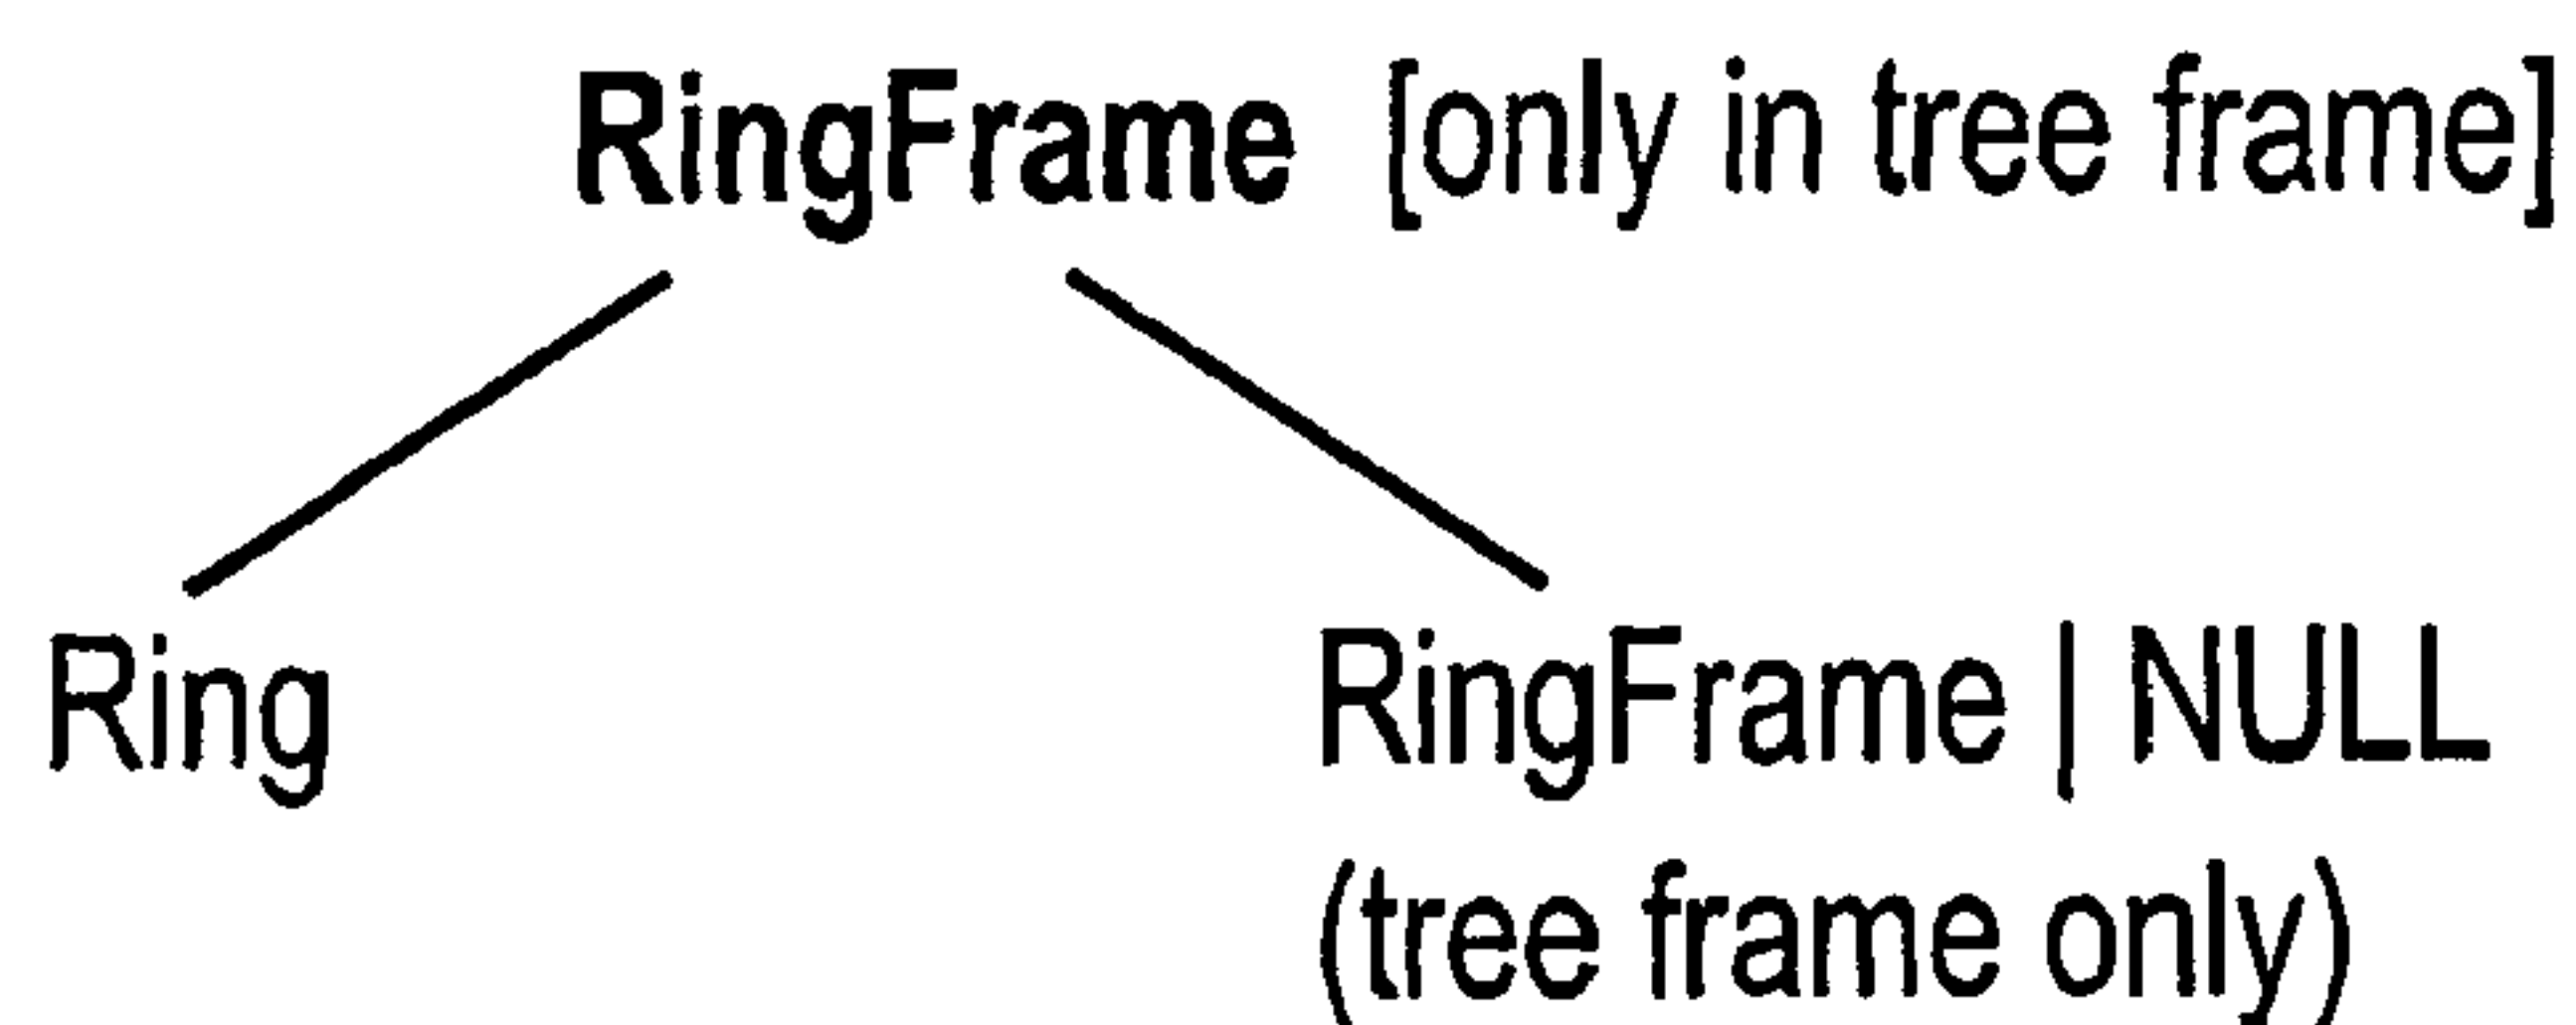 RingFrame [only in tree frame]
Ring RingFrame | NULL
(tree frame only)